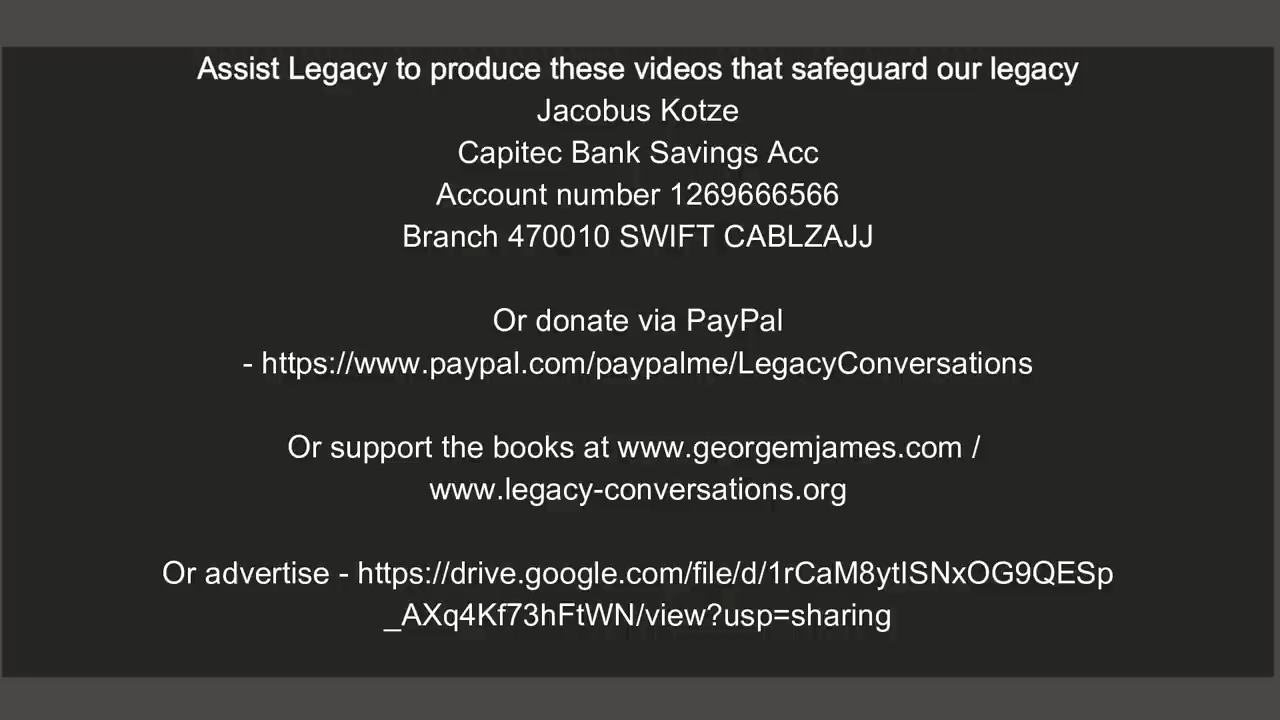 Assist Legacy to produce these videos that safeguard our legacy
Jacobus Kotze
Capitec Bank Savings Acc
Account number 1269666566
Branch 470010 SWIFT CABLZAJJ
Or donate via PayPal
- https://www.paypal.com/paypalme/LegacyConversations
Or support the books at www.georgemjames.com /
www.legacy-conversations.org
Or advertise - https://drive.google.com/file/d/1rCaM8ytISNxOG9QESp
_AXq4Kf73hFtWN/view?usp=sharing